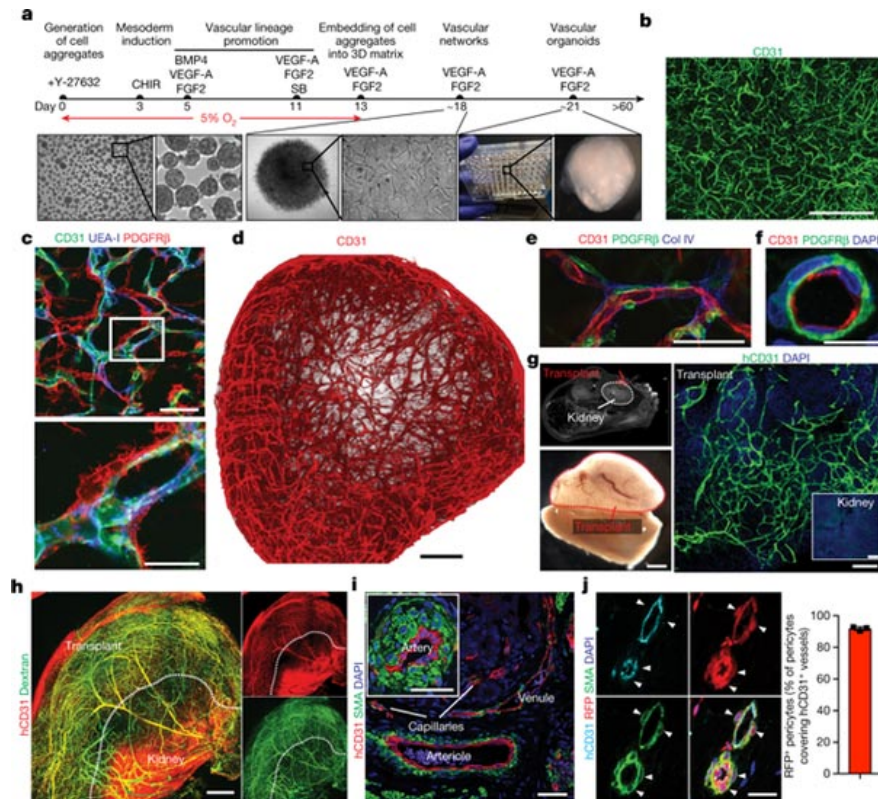 a
Generation of cell aggregates
Mesoderm induction
Vascular lineage promotion
Embedding of cell aggregates into 3D matrix
Vascular networks
Vascular organoids
+Y-27632
CHIR
BMP4
VEGF-A
FGF2
VEGF-A
FGF2
SB
VEGF-A
FGF2
VEGF-A
FGF2
VEGF-A
FGF2
Day 0 3 5 11 13 ~18 ~21 >60
5% O2
b
CD31
c
CD31 UEA-I PDGFRβ
d
CD31
e
CD31 PDGFRβ Col IV
f
CD31 PDGFRβ DAPI
g
Transplant
Kidney
Transplant
hCD31 DAPI
Transplant
Kidney
h
hCD31 Dextran
Transplant
Kidney
i
hCD31 SMA DAPI
Artery
Capillaries
Venule
Arteriole
j
hCD31 RFP SMA DAPI
RFP+ pericytes (% of pericytes
covering hCD31+ vessels)
100
80
60
40
20
0